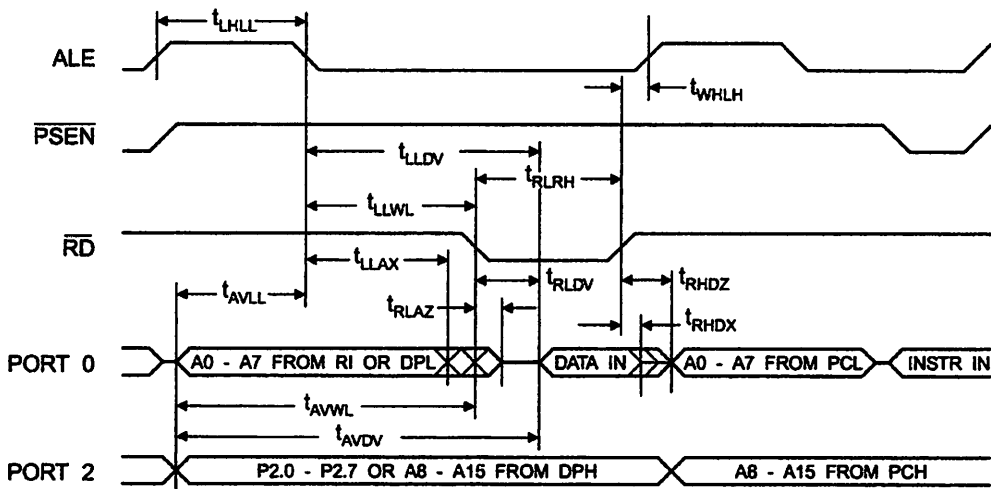 tLHLL
ALE
tWHLH
PSEN
tLLDV
tRLRH
tLLWL
RD
tLLAX
tRLDV
tRHDZ
tAVLL
tRLAZ
tRHDX
PORT 0
A0 - A7 FROM RI OR DPL
DATA IN
A0 - A7 FROM PCL
INSTR IN
tAVWL
tAVDV
PORT 2
P2.0 - P2.7 OR A8 - A15 FROM DPH
A8 - A15 FROM PCH